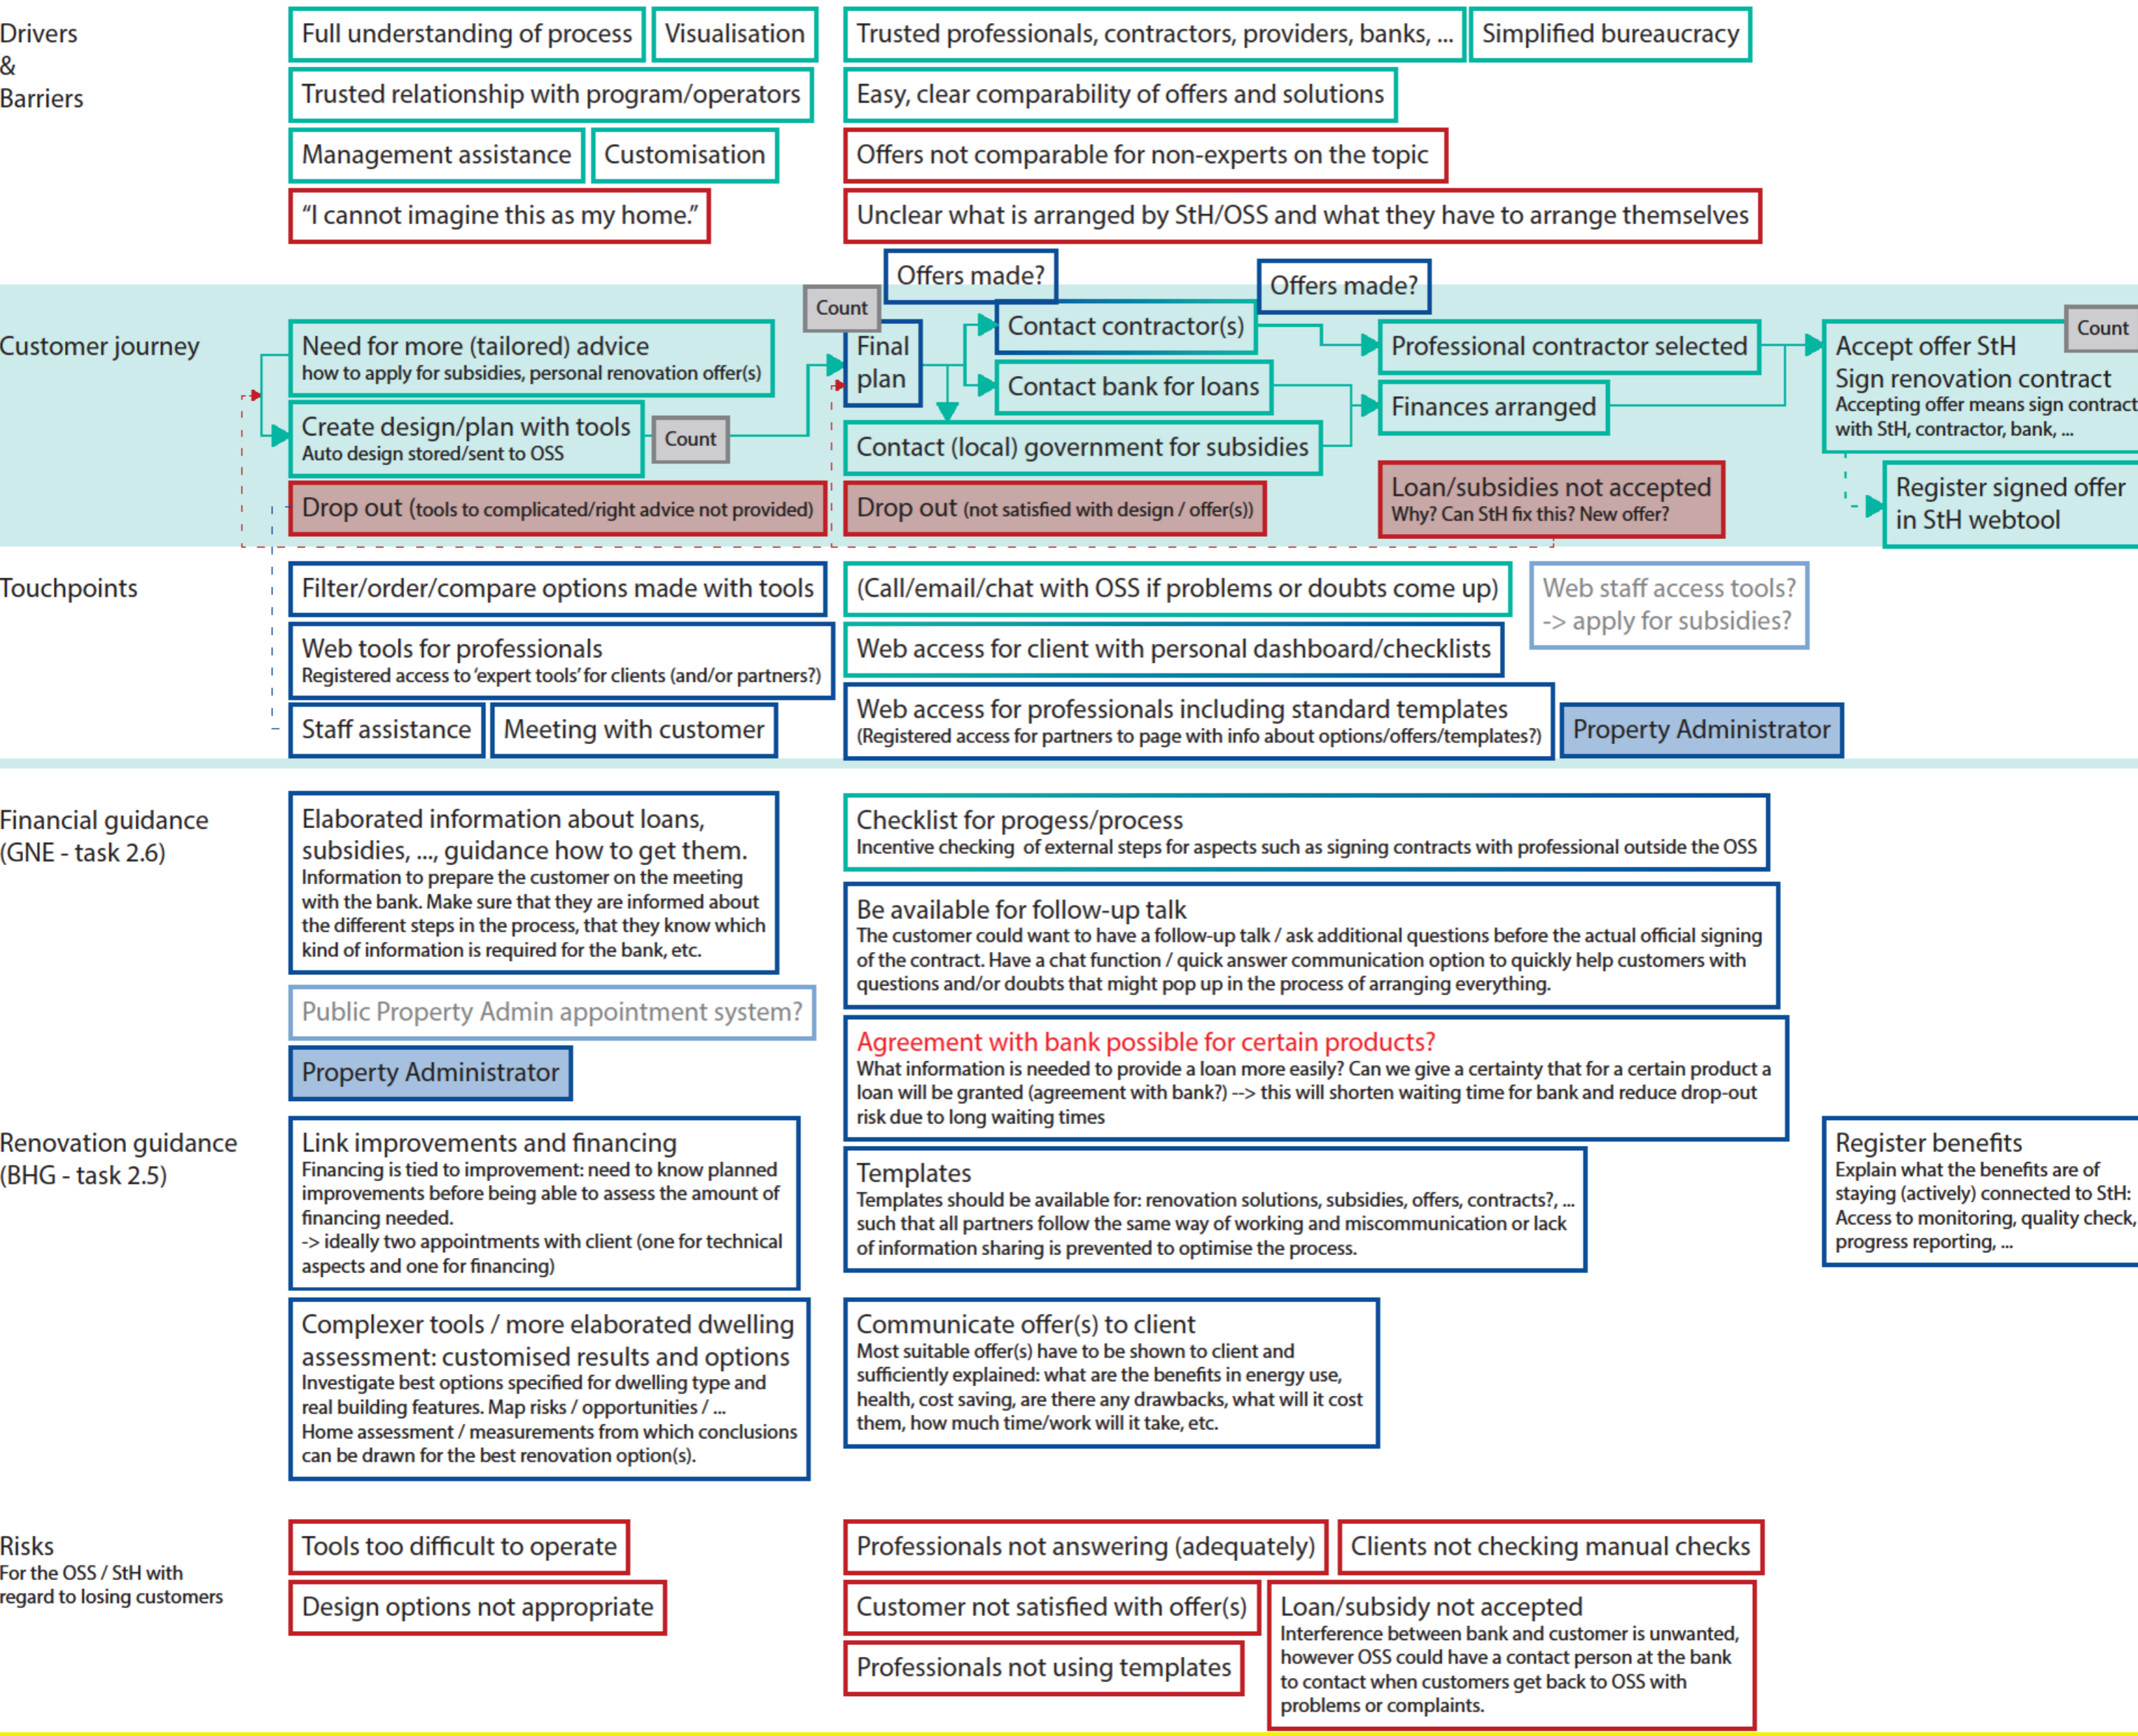 Drivers
&
Barriers
Full understanding of process
Visualisation
Trusted professionals, contractors, providers, banks, ...
Simplified bureaucracy
Trusted relationship with program/operators
Easy, clear comparability of offers and solutions
Management assistance
Customisation
Offers not comparable for non-experts on the topic
“I cannot imagine this as my home.”
Unclear what is arranged by StH/OSS and what they have to arrange themselves
Customer journey
Need for more (tailored) advice
how to apply for subsidies, personal renovation offer(s)
Create design/plan with tools
Auto design stored/sent to OSS
Count
Drop out (tools to complicated/right advice not provided)
Count
Final
plan
Offers made?
Contact contractor(s)
Offers made?
Contact bank for loans
Contact (local) government for subsidies
Drop out (not satisfied with design / offer(s))
Professional contractor selected
Finances arranged
Loan/subsidies not accepted
Why? Can StH fix this? New offer?
Count
Accept offer StH
Sign renovation contract
Accepting offer means sign contract
with StH, contractor, bank, ...
Register signed offer
in StH webtool
Touchpoints
Filter/order/compare options made with tools
Web tools for professionals
Registered access to ‘expert tools’ for clients (and/or partners?)
Staff assistance
Meeting with customer
(Call/email/chat with OSS if problems or doubts come up)
Web staff access tools?
-> apply for subsidies?
Web access for client with personal dashboard/checklists
Web access for professionals including standard templates
(Registered access for partners to page with info about options/offers/templates?)
Property Administrator
Financial guidance
(GNE - task 2.6)
Elaborated information about loans,
subsidies, ..., guidance how to get them.
Information to prepare the customer on the meeting
with the bank. Make sure that they are informed about
the different steps in the process, that they know which
kind of information is required for the bank, etc.
Public Property Admin appointment system?
Property Administrator
Checklist for progess/process
Incentive checking of external steps for aspects such as signing contracts with professional outside the OSS
Be available for follow-up talk
The customer could want to have a follow-up talk / ask additional questions before the actual official signing
of the contract. Have a chat function / quick answer communication option to quickly help customers with
questions and/or doubts that might pop up in the process of arranging everything.
Agreement with bank possible for certain products?
What information is needed to provide a loan more easily? Can we give a certainty that for a certain product a
loan will be granted (agreement with bank?) --> this will shorten waiting time for bank and reduce drop-out
risk due to long waiting times
Renovation guidance
(BHG - task 2.5)
Link improvements and financing
Financing is tied to improvement: need to know planned
improvements before being able to assess the amount of
financing needed.
-> ideally two appointments with client (one for technical
aspects and one for financing)
Complexer tools / more elaborated dwelling
assessment: customised results and options
Investigate best options specified for dwelling type and
real building features. Map risks / opportunities / ...
Home assessment / measurements from which conclusions
can be drawn for the best renovation option(s).
Templates
Templates should be available for: renovation solutions, subsidies, offers, contracts?, ...
such that all partners follow the same way of working and miscommunication or lack
of information sharing is prevented to optimise the process.
Communicate offer(s) to client
Most suitable offer(s) have to be shown to client and
sufficiently explained: what are the benefits in energy use,
health, cost saving, are there any drawbacks, what will it cost
them, how much time/work will it take, etc.
Register benefits
Explain what the benefits are of
staying (actively) connected to StH:
Access to monitoring, quality check,
progress reporting, ...
Risks
For the OSS / StH with
regard to losing customers
Tools too difficult to operate
Design options not appropriate
Professionals not answering (adequately)
Clients not checking manual checks
Customer not satisfied with offer(s)
Professionals not using templates
Loan/subsidy not accepted
Interference between bank and customer is unwanted,
however OSS could have a contact person at the bank
to contact when customers get back to OSS with
problems or complaints.